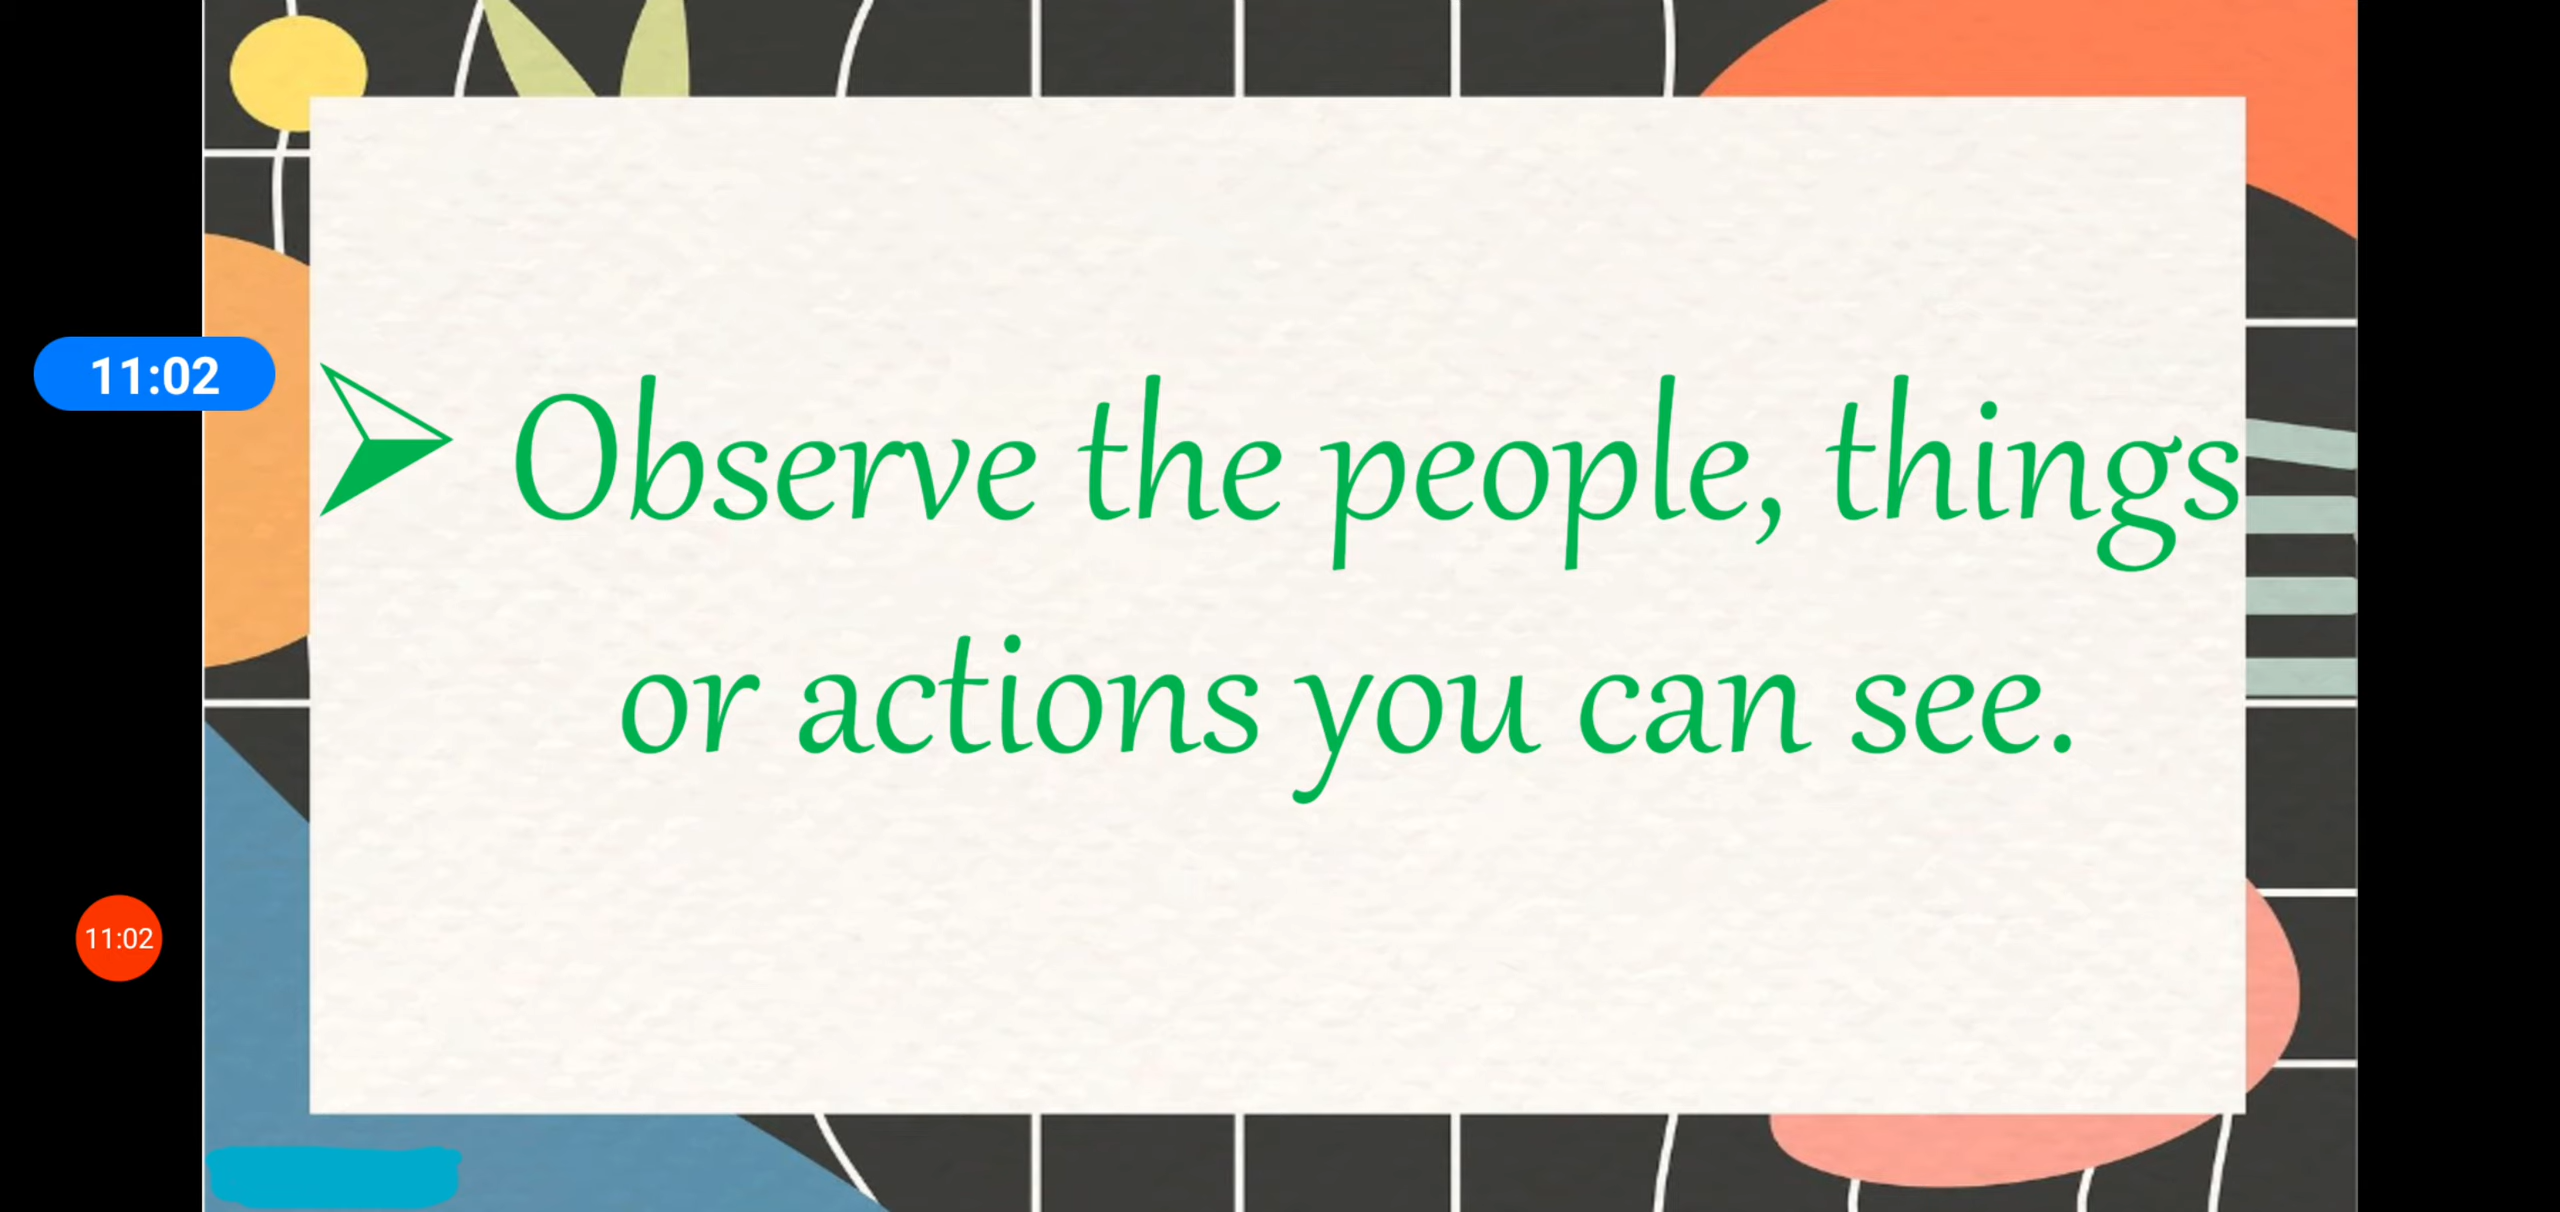 11:02
➢ Observe the people, things
or actions you can see.
11:02